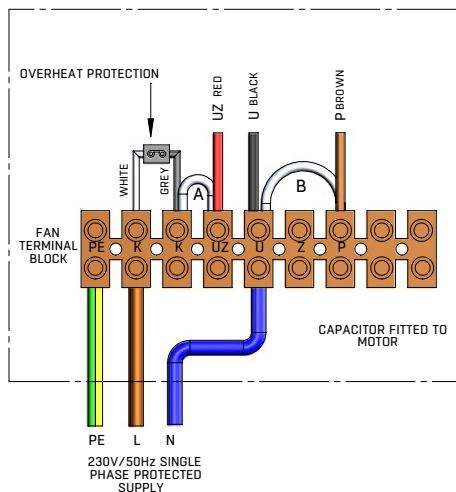 OVERHEAT PROTECTION
UZ RED
U BLACK
P BROWN
WHITE
GREY
A
B
FAN
TERMINAL
BLOCK
PE K K UZ U Z P
CAPACITOR FITTED TO
MOTOR
PE L N
230V/50Hz SINGLE
PHASE PROTECTED
SUPPLY